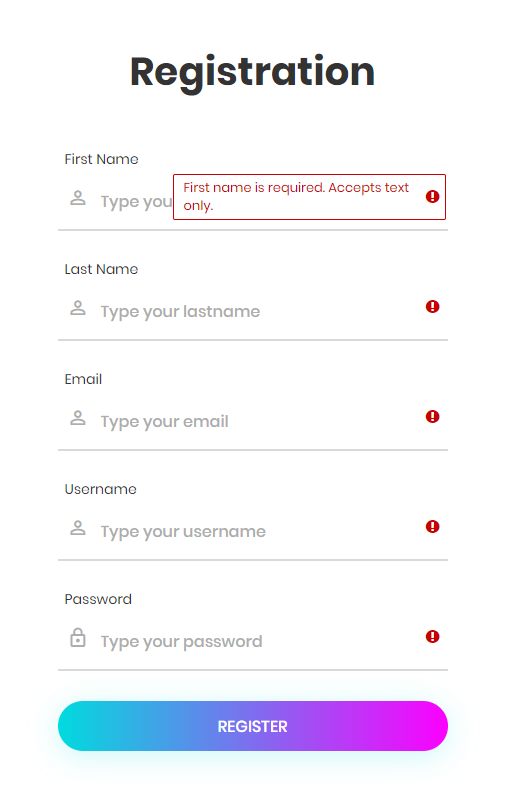 Registration
First Name
Type you
First name is required. Accepts text
only.
Last Name
Type your lastname
Email
Type your email
Username
Type your username
Password
Type your password
REGISTER